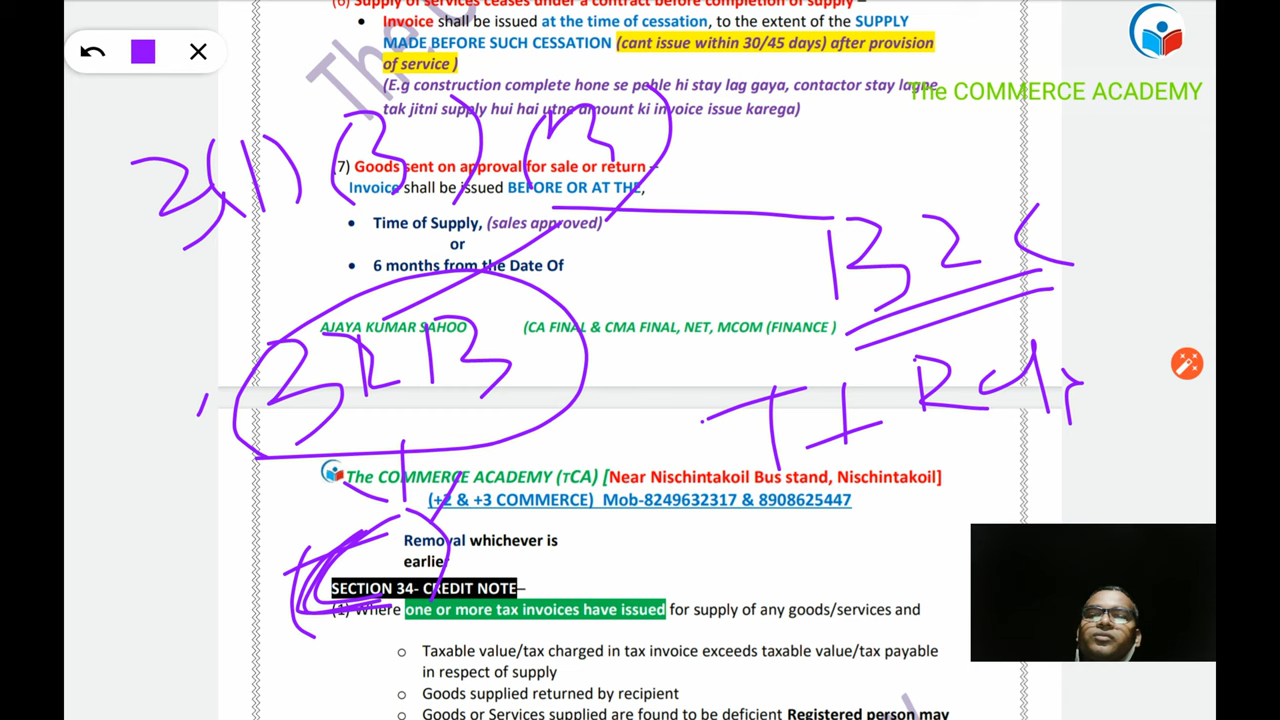 (6) Supply of services ceases under a contract before completion of supply –
• Invoice shall be issued at the time of cessation, to the extent of the SUPPLY
MADE BEFORE SUCH CESSATION (cant issue within 30/45 days) after provision
of service )
(E.g construction complete hone se pehle hi stay lag gaya, contactor stay lagne
The COMMERCE ACADEMY
tak jitni supply hui hai utne amount ki invoice issue karega)
(7) Goods sent on approval for sale or return –
Invoice shall be issued BEFORE OR AT THE,
• Time of Supply, (sales approved)
or
• 6 months from the Date Of
B2C
AJAYA KUMAR SAHOO (CA FINAL & CMA FINAL, NET, MCOM (FINANCE )
B2B
The COMMERCE ACADEMY (TCA) [Near Nischintakoil Bus stand, Nischintakoil]
(+2 & +3 COMMERCE) Mob-8249632317 & 8908625447
Removal whichever is
earlier
SECTION 34- CREDIT NOTE–
(1) Where one or more tax invoices have issued for supply of any goods/services and
o Taxable value/tax charged in tax invoice exceeds taxable value/tax payable
in respect of supply
o Goods supplied returned by recipient
o Goods or Services supplied are found to be deficient Registered person may